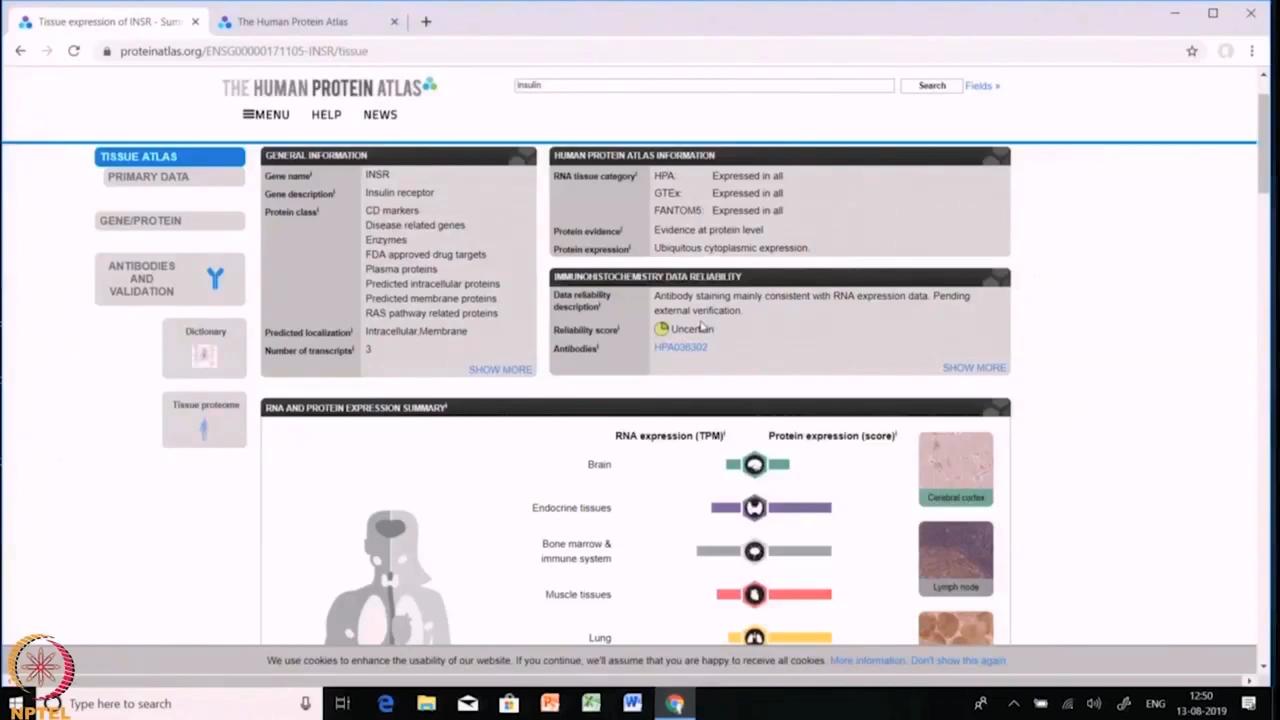 Tissue expression of INSR - Sum
The Human Protein Atlas
proteinatlas.org/ENSG00000171105-INSR/tissue
THE HUMAN PROTEIN ATLAS
insulin
Search
Fields »
MENU
HELP
NEWS
TISSUE ATLAS
PRIMARY DATA
GENE/PROTEIN
ANTIBODIES
AND
VALIDATION
Dictionary
Tissue proteome
GENERAL INFORMATION
Gene name
INSR
Gene description
Insulin receptor
Protein class
CD markers
Disease related genes
Enzymes
FDA approved drug targets
Plasma proteins
Predicted intracellular proteins
Predicted membrane proteins
RAS pathway related proteins
Predicted localization
Intracellular,Membrane
Number of transcripts
3
SHOW MORE
HUMAN PROTEIN ATLAS INFORMATION
RNA tissue category
HPA: Expressed in all
GTEx: Expressed in all
FANTOM5: Expressed in all
Protein evidence
Evidence at protein level
Protein expression
Ubiquitous cytoplasmic expression.
IMMUNOHISTOCHEMISTRY DATA RELIABILITY
Data reliability
description
Antibody staining mainly consistent with RNA expression data. Pending
external verification.
Reliability score
Uncertain
Antibodies
HPA036302
SHOW MORE
RNA AND PROTEIN EXPRESSION SUMMARY
RNA expression (TPM)
Protein expression (score)
Brain
Endocrine tissues
Bone marrow &
immune system
Muscle tissues
Lung
Cerebral cortex
Lymph node
We use cookies to enhance the usability of our website. If you continue, we'll assume that you are happy to receive all cookies. More information. Don't show this again
NPTEL
Type here to search
ENG
12:50
13-08-2019